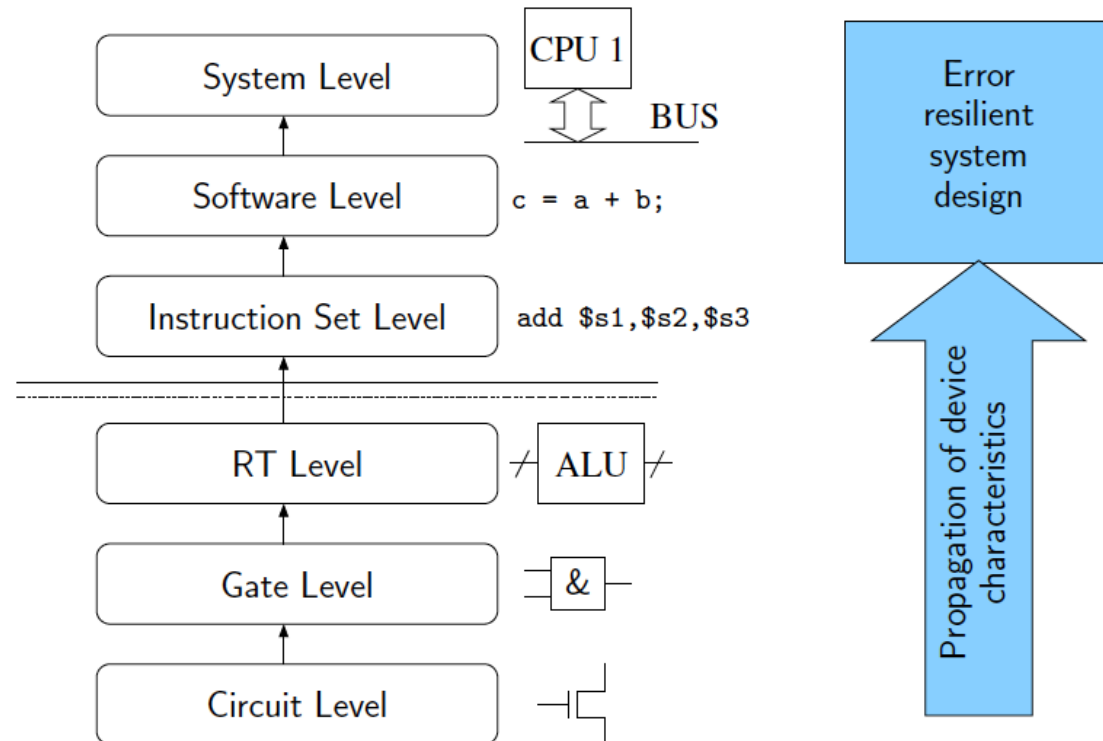 System Level
CPU 1
BUS
Software Level
c = a + b;
Instruction Set Level
add $s1,$s2,$s3
RT Level
ALU
Gate Level
&
Circuit Level
Error
resilient
system
design
Propagation of device
characteristics